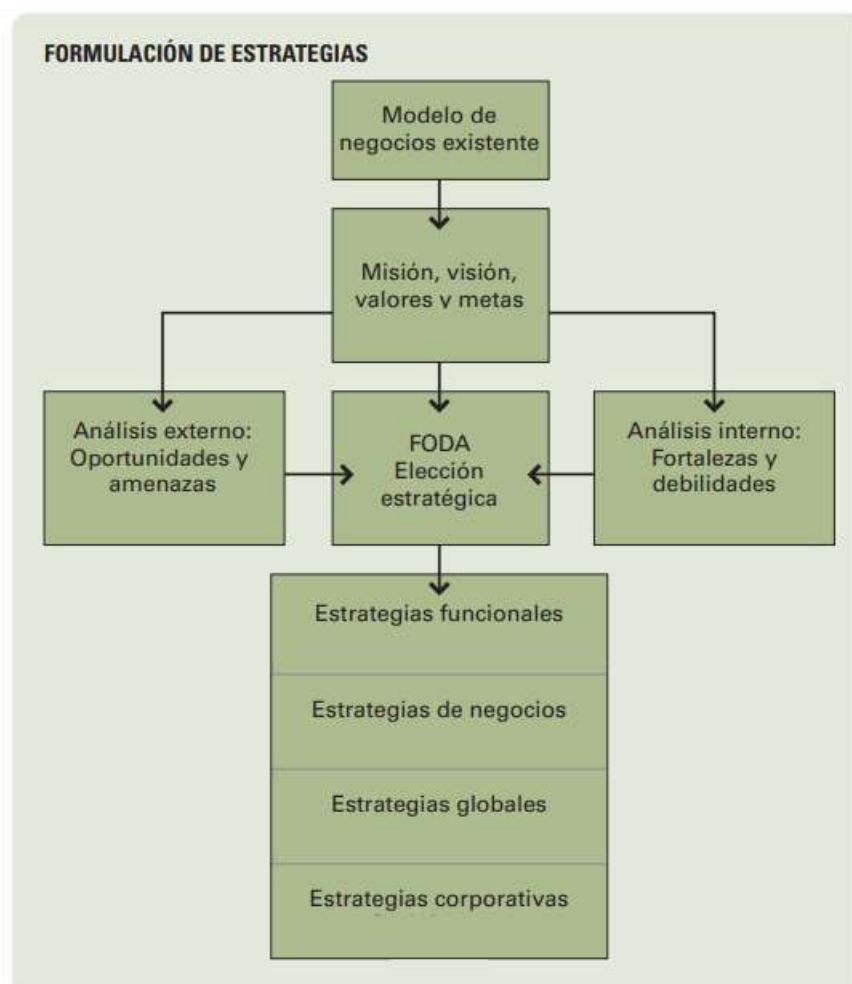 FORMULACIÓN DE ESTRATEGIAS
Modelo de
negocios existente
Misión, visión,
valores y metas
Análisis externo:
Oportunidades y
amenazas
FODA
Elección
estratégica
Análisis interno:
Fortalezas y
debilidades
Estrategias funcionales
Estrategias de negocios
Estrategias globales
Estrategias corporativas